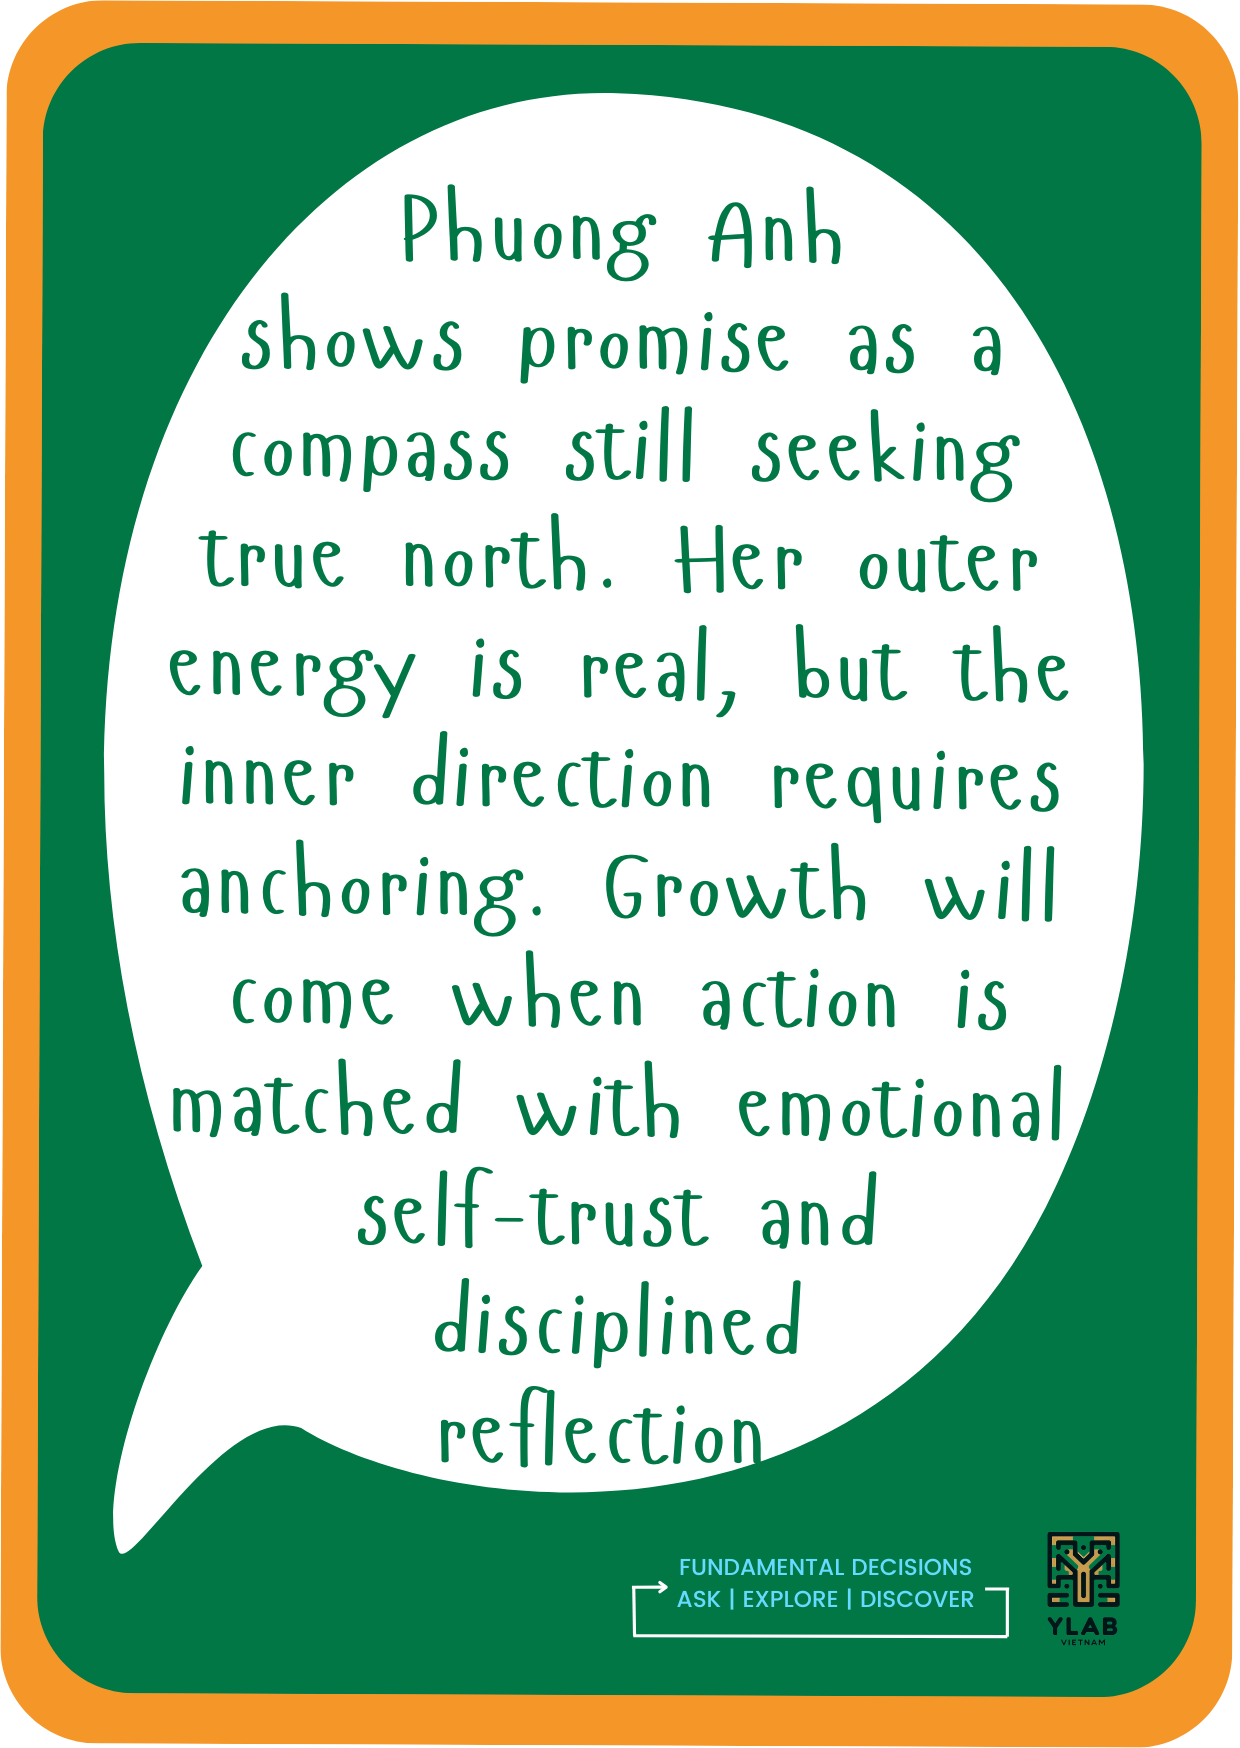 Phuong Anh
shows promise as a
compass still seeking
true north. Her outer
energy is real, but the
inner direction requires
anchoring. Growth will
come when action is
matched with emotional
self-trust and
disciplined
reflection
FUNDAMENTAL DECISIONS
ASK | EXPLORE | DISCOVER
YLAB
VIETNAM